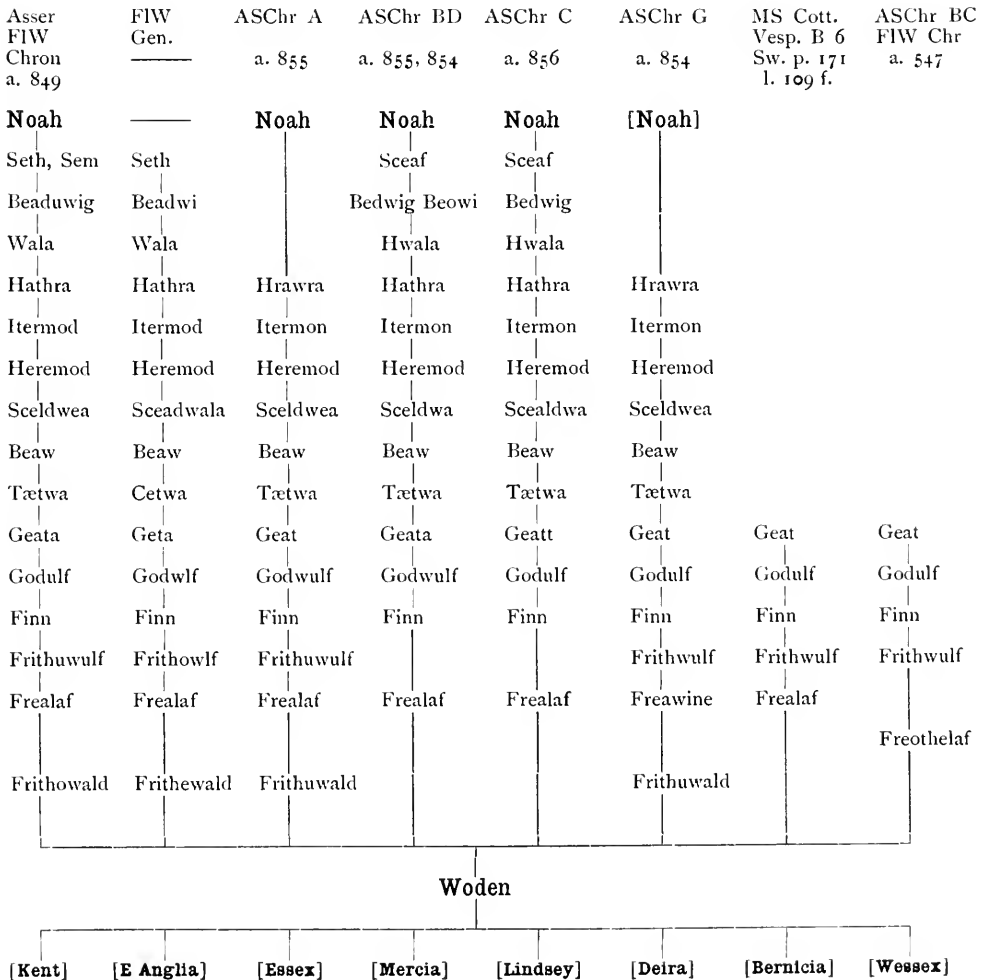 Asser FlW ASChr A ASChr BD ASChr C ASChr G MS Cott. ASChr BC
FlW Gen. Vesp. B 6 FlW Chr
Chron —— a. 855 a. 855, 854 a. 856 a. 854 Sw. p. 171 a. 547
a. 849 l. 109 f.
Noah —— Noah Noah Noah [Noah]
Seth, Sem Seth Sceaf Sceaf
Beaduwig Beadwi Bedwig Beowi Bedwig
Wala Wala Hwala Hwala
Hathra Hathra Hrawra Hathra Hathra Hrawra
Itermod Itermod Itermon Itermon Itermon Itermon
Heremod Heremod Heremod Heremod Heremod Heremod
Sceldwea Sceadwala Sceldwea Sceldwa Scealdwa Sceldwea
Beaw Beaw Beaw Beaw Beaw Beaw
Tætwa Cetwa Tætwa Tætwa Tætwa Tætwa
Geata Geta Geat Geata Geatt Geat Geat Geat
Godulf Godwlf Godwulf Godwulf Godulf Godulf Godulf Godulf
Finn Finn Finn Finn Finn Finn Finn Finn
Frithuwulf Frithowlf Frithuwulf Frithwulf Frithwulf Frithwulf
Frealaf Frealaf Frealaf Frealaf Frealaf Freawine Frealaf
Freothelaf
Frithowald Frithewald Frithuwald Frithuwald
Woden
[Kent] [E Anglia] [Essex] [Mercia] [Lindsey] [Deira] [Bernicia] [Wessex]